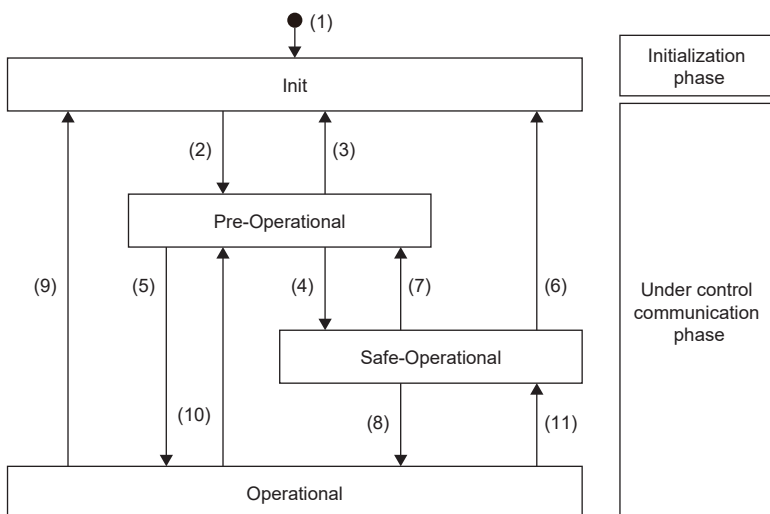 (1)
Init
Initialization
phase
(2)
(3)
Pre-Operational
(9)
(5)
(4)
(7)
(6)
Under control
communication
phase
Safe-Operational
(10)
(8)
(11)
Operational